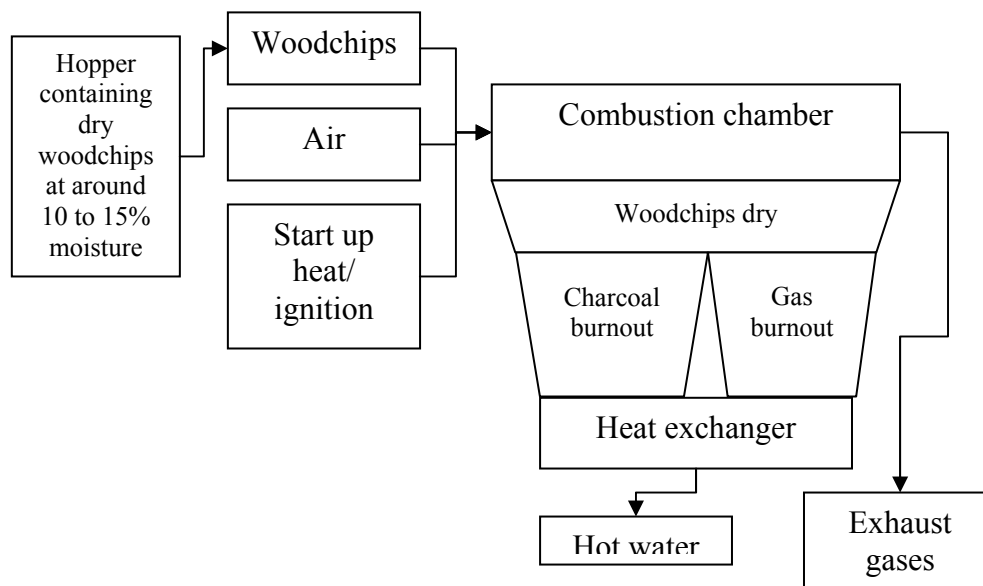 Hopper
containing
dry
woodchips
at around
10 to 15%
moisture
Woodchips
Air
Start up
heat/
ignition
Combustion chamber
Woodchips dry
Charcoal
burnout
Gas
burnout
Heat exchanger
Hot water
Exhaust
gases